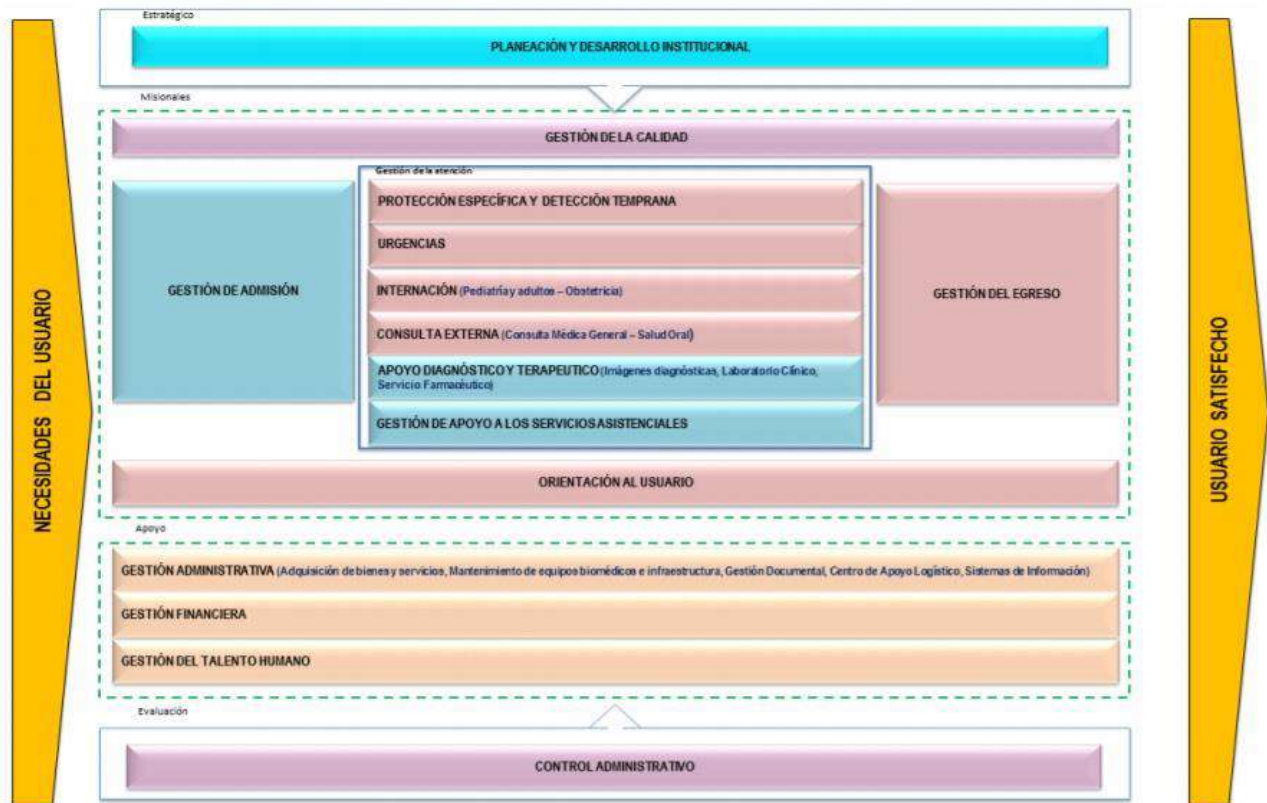 Estratégico
PLANEACIÓN Y DESARROLLO INSTITUCIONAL
Misionales
GESTIÓN DE LA CALIDAD
Gestión de la atención
PROTECCIÓN ESPECÍFICA Y DETECCIÓN TEMPRANA
URGENCIAS
INTERNACIÓN (Pediatría y adultos – Obstetricia)
CONSULTA EXTERNA (Consulta Médica General – Salud Oral)
APOYO DIAGNÓSTICO Y TERAPEUTICO (Imágenes diagnósticas, Laboratorio Clínico,
Servicio Farmacéutico)
GESTIÓN DE APOYO A LOS SERVICIOS ASISTENCIALES
GESTIÓN DE ADMISIÓN
GESTIÓN DEL EGRESO
ORIENTACIÓN AL USUARIO
Apoyo
GESTIÓN ADMINISTRATIVA (Adquisición de bienes y servicios, Mantenimiento de equipos biomédicos e infraestructura, Gestión Documental, Centro de Apoyo Logístico, Sistemas de Información)
GESTIÓN FINANCIERA
GESTIÓN DEL TALENTO HUMANO
Evaluación
CONTROL ADMINISTRATIVO
NECESIDADES DEL USUARIO
USUARIO SATISFECHO